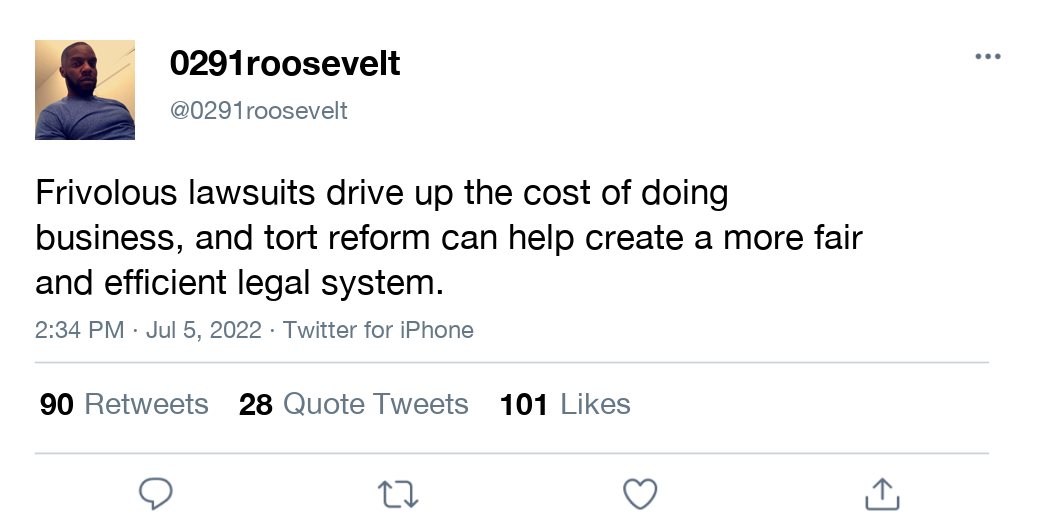 0291roosevelt
@0291roosevelt
Frivolous lawsuits drive up the cost of doing
business, and tort reform can help create a more fair
and efficient legal system.
2:34 PM · Jul 5, 2022 · Twitter for iPhone
90 Retweets 28 Quote Tweets 101 Likes